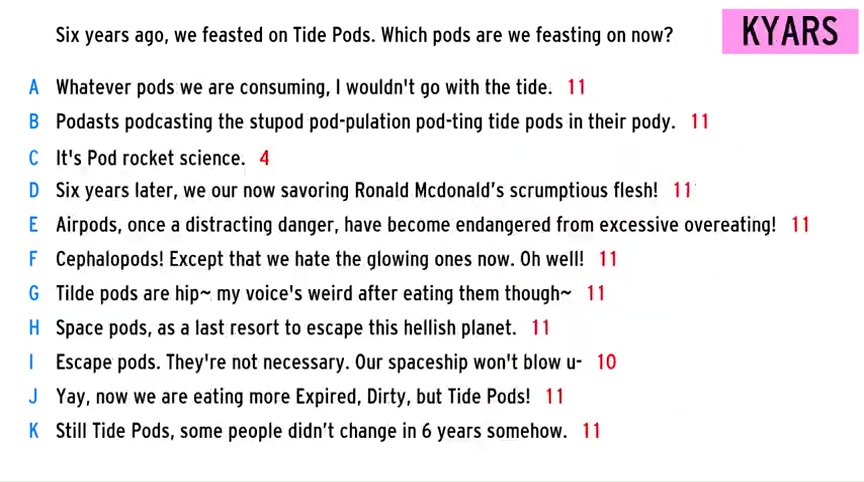 Six years ago, we feasted on Tide Pods. Which pods are we feasting on now?
KYARS
A Whatever pods we are consuming, I wouldn't go with the tide. 11
B Podasts podcasting the stupod pod-pulation pod-ting tide pods in their pody. 11
C It's Pod rocket science. 4
D Six years later, we our now savoring Ronald Mcdonald's scrumptious flesh! 11
E Airpods, once a distracting danger, have become endangered from excessive overeating! 11
F Cephalopods! Except that we hate the glowing ones now. Oh well! 11
G Tilde pods are hip~ my voice's weird after eating them though~ 11
H Space pods, as a last resort to escape this hellish planet. 11
I Escape pods. They're not necessary. Our spaceship won't blow u- 10
J Yay, now we are eating more Expired, Dirty, but Tide Pods! 11
K Still Tide Pods, some people didn't change in 6 years somehow. 11